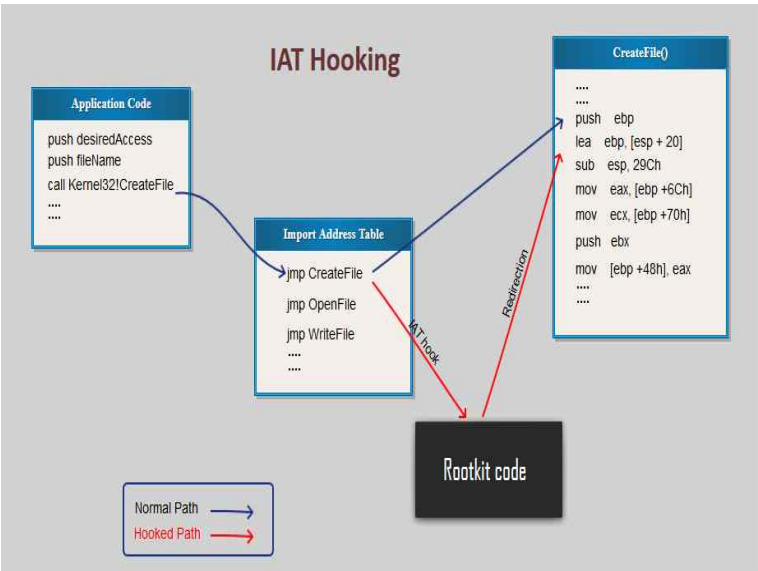 IAT Hooking
Application Code
push desiredAccess
push fileName
call Kernel32!CreateFile
....
....
Import Address Table
jmp CreateFile
jmp OpenFile
jmp WriteFile
....
....
CreateFile()
....
....
push ebp
lea ebp, [esp + 20]
sub esp, 29Ch
mov eax, [ebp +6Ch]
mov ecx, [ebp +70h]
push ebx
mov [ebp +48h], eax
....
....
IAT hook
Redirection
Rootkit code
Normal Path
Hooked Path